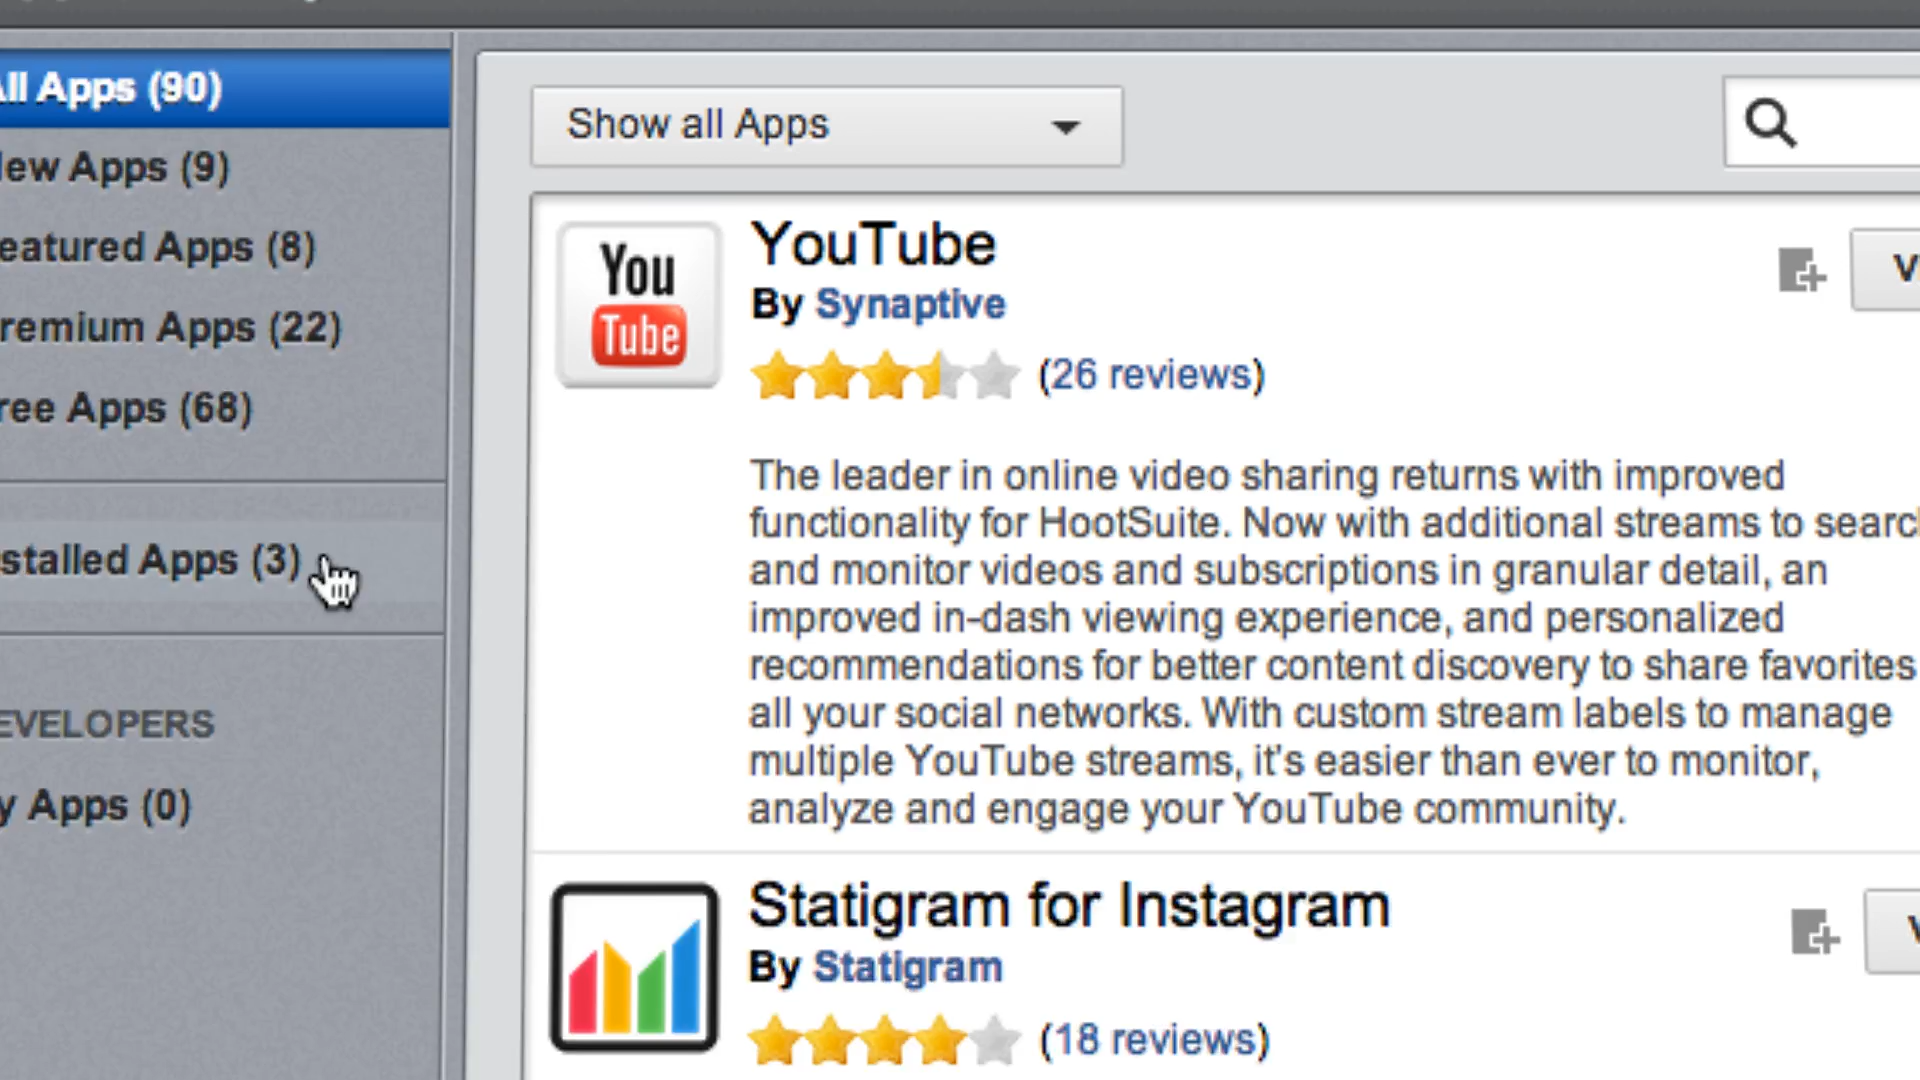 ll Apps (90)
ew Apps (9)
eatured Apps (8)
remium Apps (22)
ree Apps (68)
stalled Apps (3)
EVELOPERS
y Apps (0)
Show all Apps
You
Tube
YouTube
By Synaptive
(26 reviews)
The leader in online video sharing returns with improved
functionality for HootSuite. Now with additional streams to searc
and monitor videos and subscriptions in granular detail, an
improved in-dash viewing experience, and personalized
recommendations for better content discovery to share favorites
all your social networks. With custom stream labels to manage
multiple YouTube streams, it's easier than ever to monitor,
analyze and engage your YouTube community.
Statigram for Instagram
By Statigram
(18 reviews)